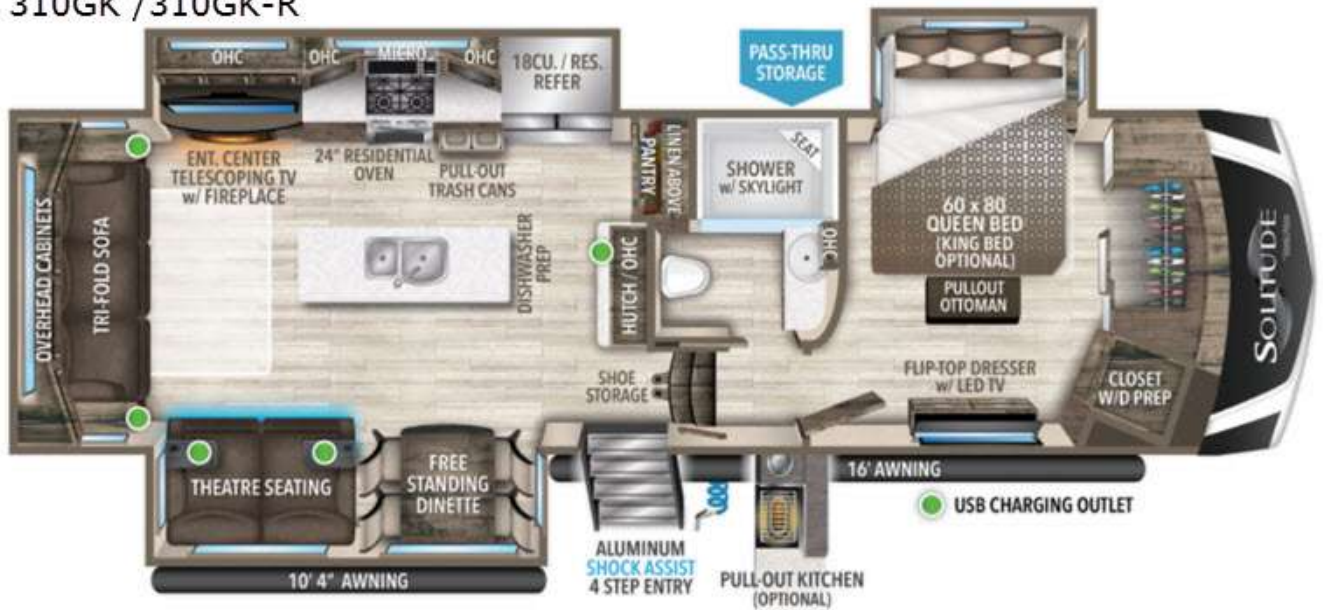 310GK /310GK-R
OHC
OHC
MICRO
OHC
18CU. / RES.
REFER
PASS-THRU
STORAGE
ENT. CENTER
TELESCOPING TV
w/ FIREPLACE
24" RESIDENTIAL
OVEN
PULL-OUT
TRASH CANS
PANTRY
LINEN ABOVE
SHOWER
w/ SKYLIGHT
SEAT
60 x 80
QUEEN BED
(KING BED
OPTIONAL)
PULLOUT
OTTOMAN
OVERHEAD CABINETS
TRI-FOLD SOFA
DISHWASHER
PREP
HUTCH / OHC
OHC
SOLITUDE
SHOE
STORAGE
FLIP-TOP DRESSER
w/ LED TV
CLOSET
W/D PREP
THEATRE SEATING
FREE
STANDING
DINETTE
16' AWNING
USB CHARGING OUTLET
10' 4" AWNING
ALUMINUM
SHOCK ASSIST
4 STEP ENTRY
PULL-OUT KITCHEN
(OPTIONAL)